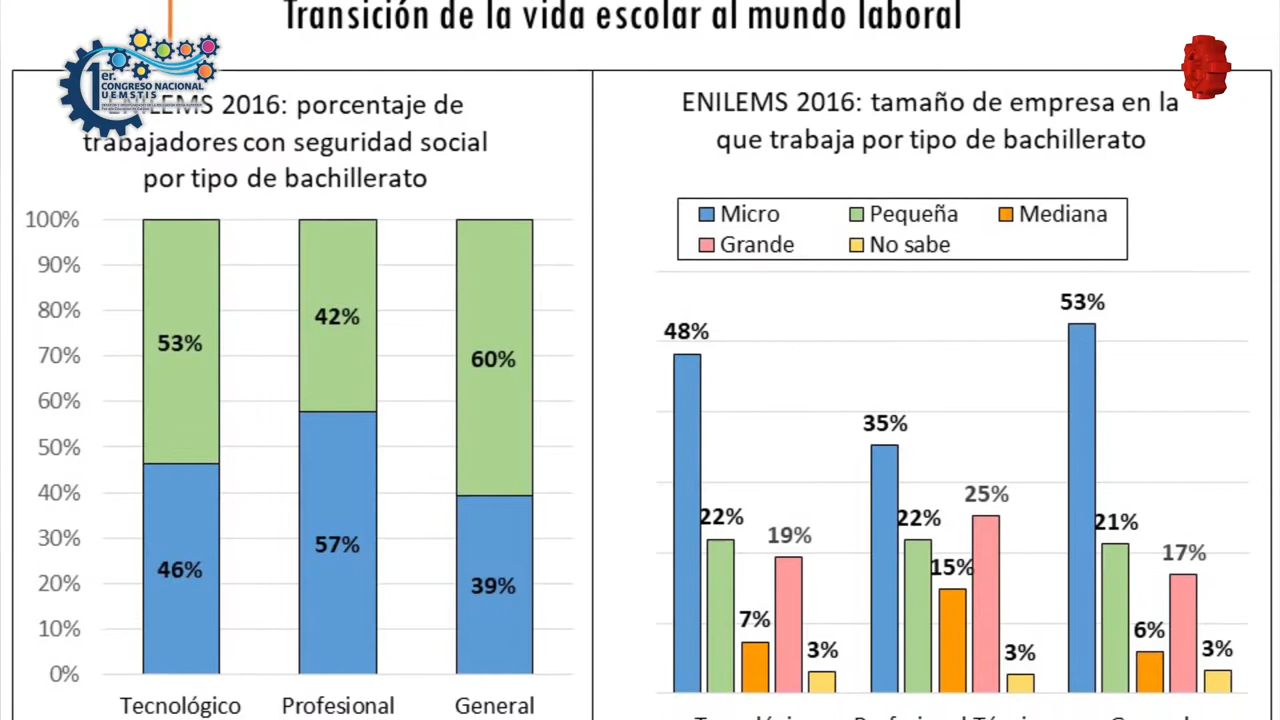 Transición de la vida escolar al mundo laboral
1er.
CONGRESO NACIONAL
UEMSTIS
ENILEMS 2016: porcentaje de
trabajadores con seguridad social
por tipo de bachillerato
100%
90%
80%
70%
60%
50%
40%
30%
20%
10%
0%
53%
42%
60%
46%
57%
39%
Tecnológico
Profesional
General
ENILEMS 2016: tamaño de empresa en la
que trabaja por tipo de bachillerato
Micro
Pequeña
Mediana
Grande
No sabe
48%
22%
7%
19%
3%
35%
22%
15%
25%
3%
53%
21%
6%
17%
3%